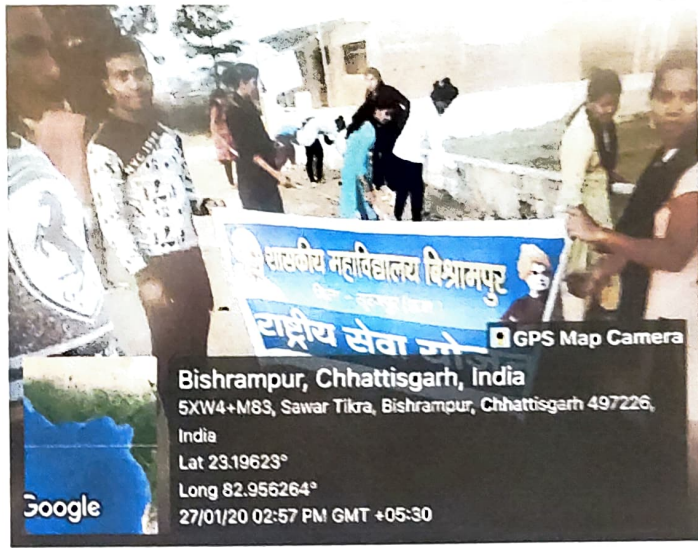 शासकीय महाविद्यालय बिश्रामपुर
राष्ट्रीय सेवा
GPS Map Camera
Bishrampur, Chhattisgarh, India
5XW4+M83, Sawar Tikra, Bishrampur, Chhattisgarh 497226,
India
Lat 23.19623°
Long 82.956264°
27/01/20 02:57 PM GMT +05:30
Google